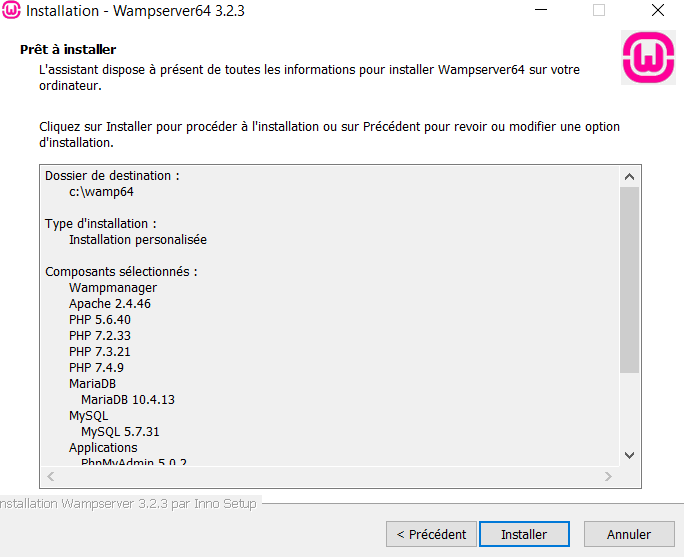 Installation - Wampserver64 3.2.3
Prêt à installer
L'assistant dispose à présent de toutes les informations pour installer Wampserver64 sur votre
ordinateur.
Cliquez sur Installer pour procéder à l'installation ou sur Précédent pour revoir ou modifier une option
d'installation.
Dossier de destination :
c:\wamp64
Type d'installation :
Installation personalisée
Composants sélectionnés :
Wampmanager
Apache 2.4.46
PHP 5.6.40
PHP 7.2.33
PHP 7.3.21
PHP 7.4.9
MariaDB
MariaDB 10.4.13
MySQL
MySQL 5.7.31
Applications
PhpMyAdmin 5.0.2
nstallation Wampserver 3.2.3 par Inno Setup
< Précédent
Installer
Annuler